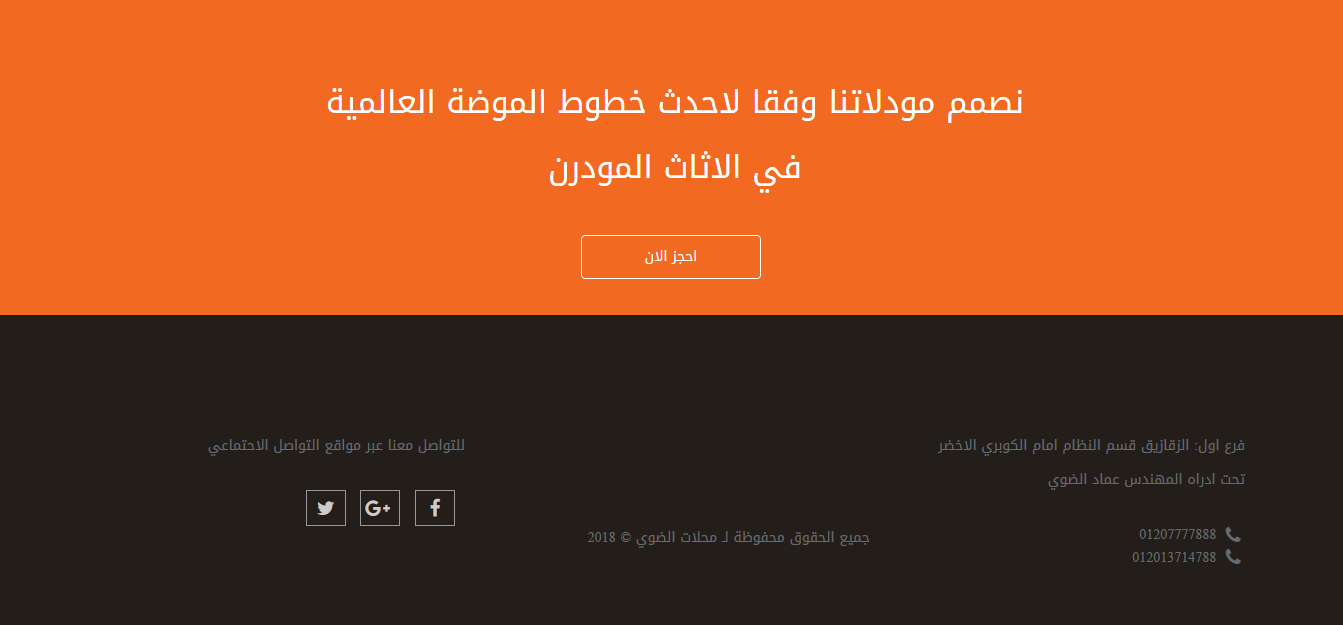 نصمم مودلاتنا وفقا لاحدث خطوط الموضة العالمية
في الاثاث المودرن
احجز الان
فرع اول: الزقازيق قسم النظام امام الكوبري الاخضر
تحت ادراه المهندس عماد الضوي
01207777888
012013714788
جميع الحقوق محفوظة لـ محلات الضوي © 2018
للتواصل معنا عبر مواقع التواصل الاحتماعي